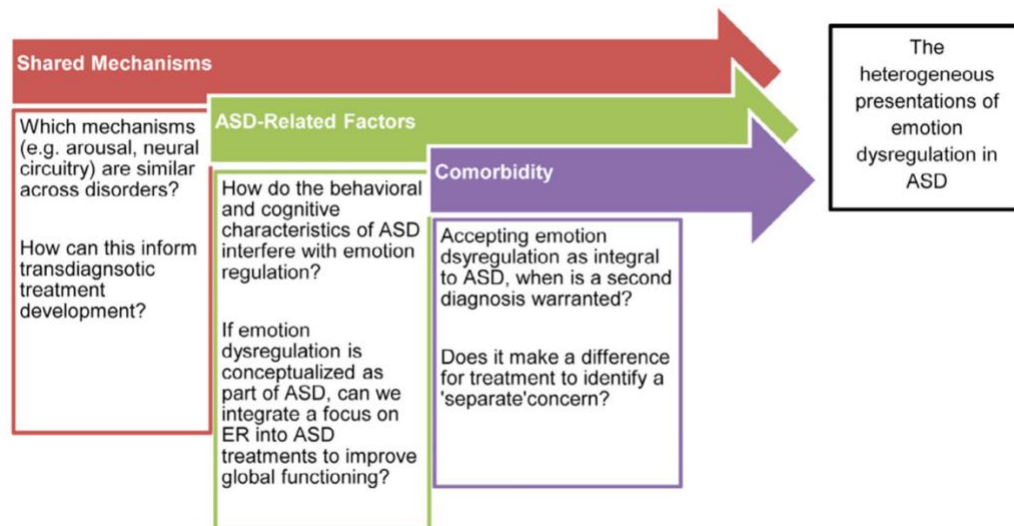 Shared Mechanisms
Which mechanisms
(e.g. arousal, neural
circuitry) are similar
across disorders?
How can this inform
transdiagnsotic
treatment
development?
ASD-Related Factors
How do the behavioral
and cognitive
characteristics of ASD
interfere with emotion
regulation?
If emotion
dysregulation is
conceptualized as
part of ASD, can we
integrate a focus on
ER into ASD
treatments to improve
global functioning?
Comorbidity
Accepting emotion
dsyregulation as integral
to ASD, when is a second
diagnosis warranted?
Does it make a difference
for treatment to identify a
'separate'concern?
The
heterogeneous
presentations of
emotion
dysregulation in
ASD